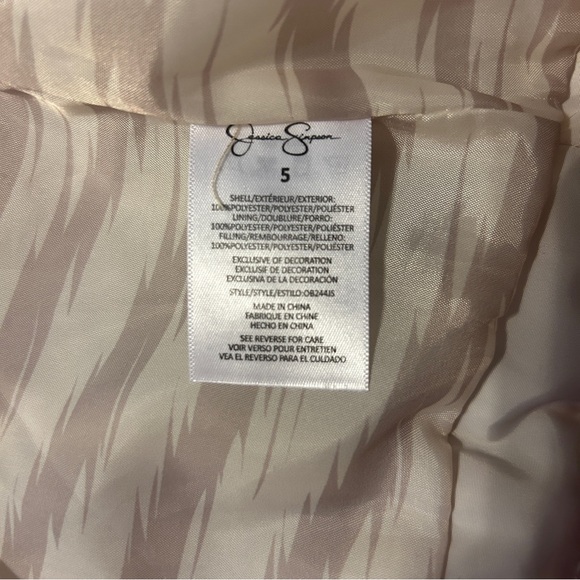 Jessica Simpson
5
SHELL/EXTÉRIEUR/EXTERIOR:
100%POLYESTER/POLYESTER/POLIÉSTER
LINING/DOUBLURE/FORRO:
100%POLYESTER/POLYESTER/POLIÉSTER
FILLING/REMBOURRAGE/RELLENO:
100%POLYESTER/POLYESTER/POLIÉSTER
EXCLUSIVE OF DECORATION
EXCLUSIF DE DECORATION
EXCLUSIVA DE LA DECORACIÓN
STYLE/STYLE/ESTILO:OB244JS
MADE IN CHINA
FABRIQUE EN CHINE
HECHO EN CHINA
SEE REVERSE FOR CARE
VOIR VERSO POUR ENTRETIEN
VEA EL REVERSO PARA EL CUIDADO